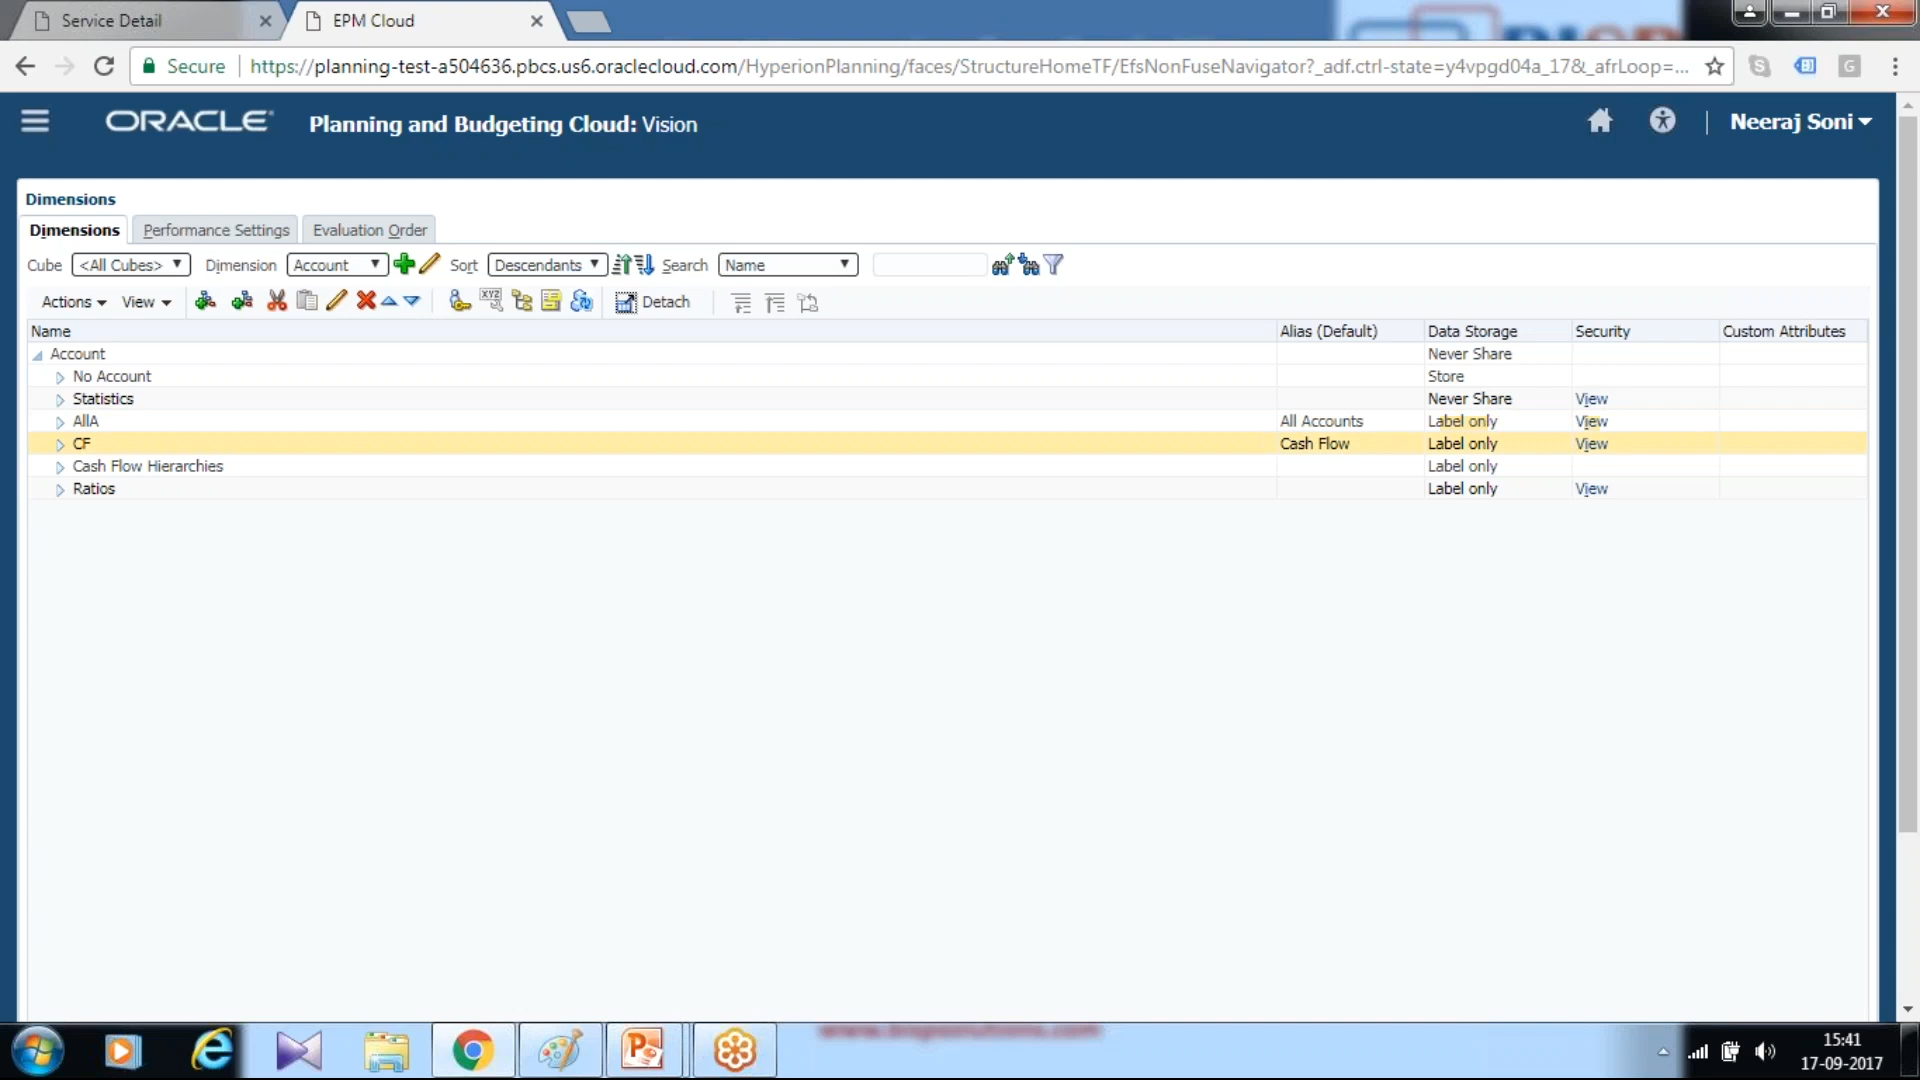 Service Detail
EPM Cloud
Secure
https://planning-test-a504636.pbcs.us6.oraclecloud.com/HyperionPlanning/faces/StructureHomeTF/EfsNonFuseNavigator?_adf.ctrl-state=y4vpgd04a_17&_afrLoop=...
ORACLE Planning and Budgeting Cloud: Vision
Neeraj Soni
Dimensions
Dimensions Performance Settings Evaluation Order
Cube <All Cubes> Dimension Account Sort Descendants Search Name
Actions View XYZ Detach
Name Alias (Default) Data Storage Security Custom Attributes
Account Never Share
No Account Store
Statistics Never Share View
AllA All Accounts Label only View
CF Cash Flow Label only View
Cash Flow Hierarchies Label only
Ratios Label only View
15:41
17-09-2017